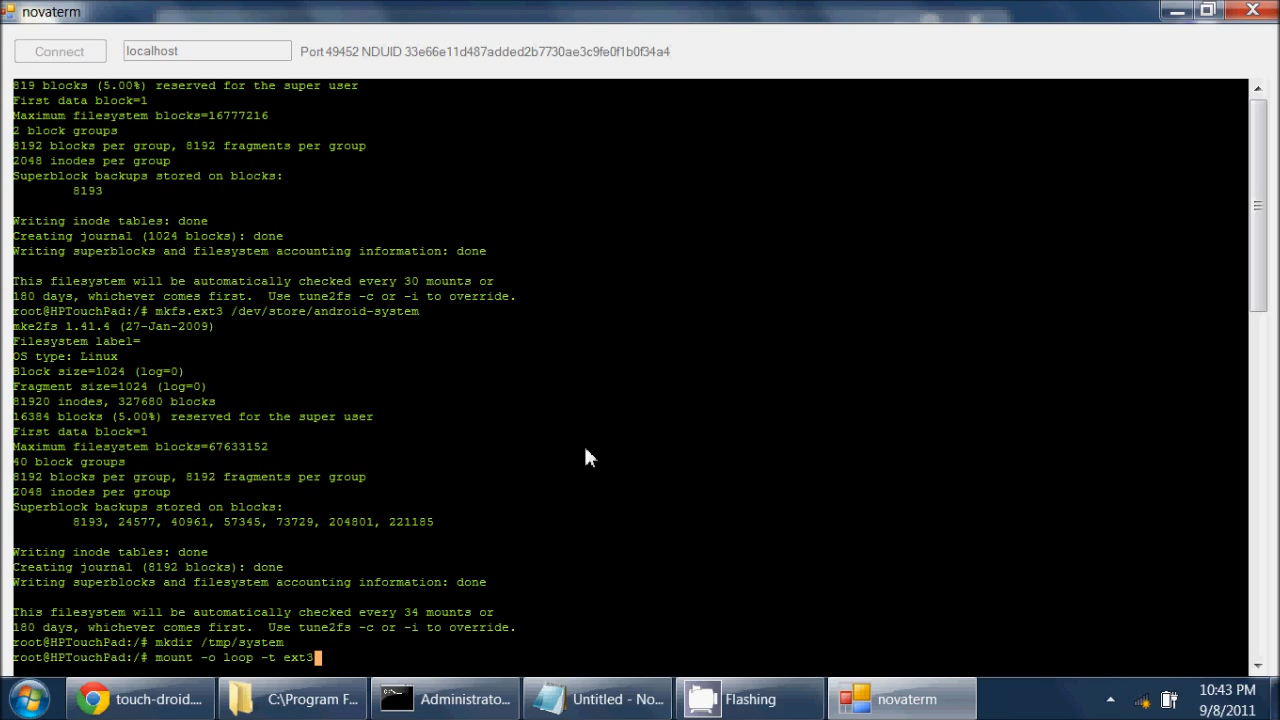 novaterm
Connect
localhost
Port 49452 NDUID 33e66e11d487added2b7730ae3c9fe0f1b0f34a4
819 blocks (5.00%) reserved for the super user
First data block=1
Maximum filesystem blocks=16777216
2 block groups
8192 blocks per group, 8192 fragments per group
2048 inodes per group
Superblock backups stored on blocks:
8193
Writing inode tables: done
Creating journal (1024 blocks): done
Writing superblocks and filesystem accounting information: done
This filesystem will be automatically checked every 30 mounts or
180 days, whichever comes first.  Use tune2fs -c or -i to override.
root@HPTouchPad:/# mkfs.ext3 /dev/store/android-system
mke2fs 1.41.4 (27-Jan-2009)
Filesystem label=
OS type: Linux
Block size=1024 (log=0)
Fragment size=1024 (log=0)
81920 inodes, 327680 blocks
16384 blocks (5.00%) reserved for the super user
First data block=1
Maximum filesystem blocks=67633152
40 block groups
8192 blocks per group, 8192 fragments per group
2048 inodes per group
Superblock backups stored on blocks:
8193, 24577, 40961, 57345, 73729, 204801, 221185
Writing inode tables: done
Creating journal (8192 blocks): done
Writing superblocks and filesystem accounting information: done
This filesystem will be automatically checked every 34 mounts or
180 days, whichever comes first.  Use tune2fs -c or -i to override.
root@HPTouchPad:/# mkdir /tmp/system
root@HPTouchPad:/# mount -o loop -t ext3
touch-droid....
C:\Program F...
Administrato...
Untitled - No...
Flashing
novaterm
10:43 PM
9/8/2011